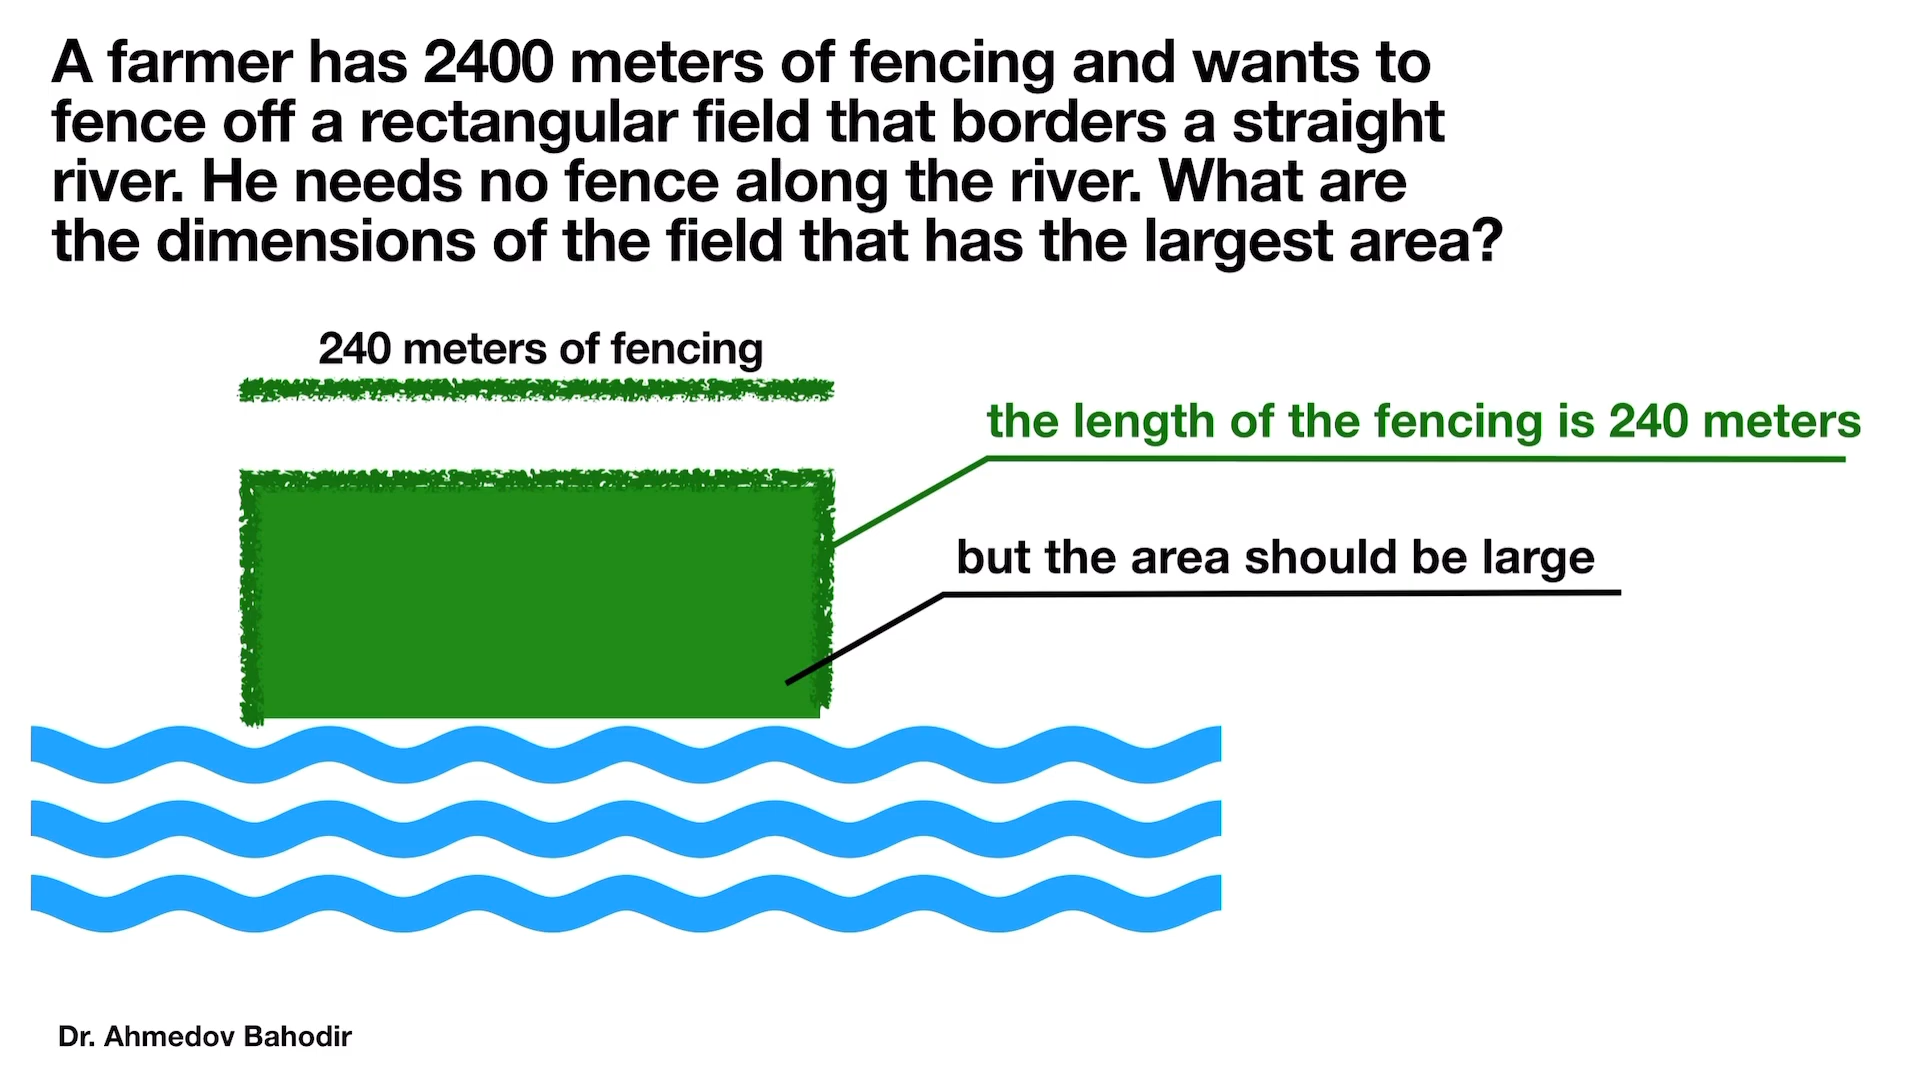 A farmer has 2400 meters of fencing and wants to
fence off a rectangular field that borders a straight
river. He needs no fence along the river. What are
the dimensions of the field that has the largest area?
240 meters of fencing
the length of the fencing is 240 meters
but the area should be large
Dr. Ahmedov Bahodir